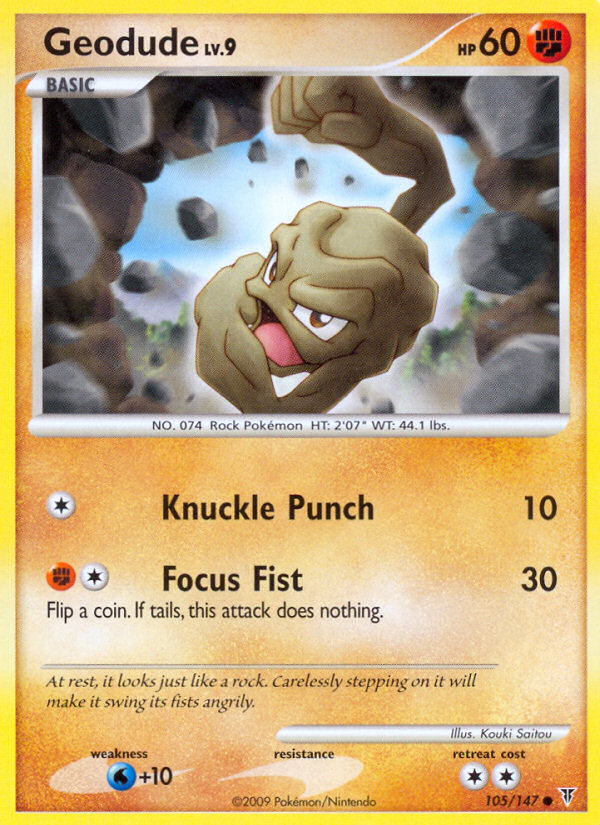 Geodude LV.9 HP 60
BASIC
NO. 074 Rock Pokémon HT: 2'07" WT: 44.1 lbs.
Knuckle Punch 10
Focus Fist 30
Flip a coin. If tails, this attack does nothing.
At rest, it looks just like a rock. Carelessly stepping on it will
make it swing its fists angrily.
Illus. Kouki Saitou
weakness resistance retreat cost
+10
©2009 Pokémon/Nintendo 105/147